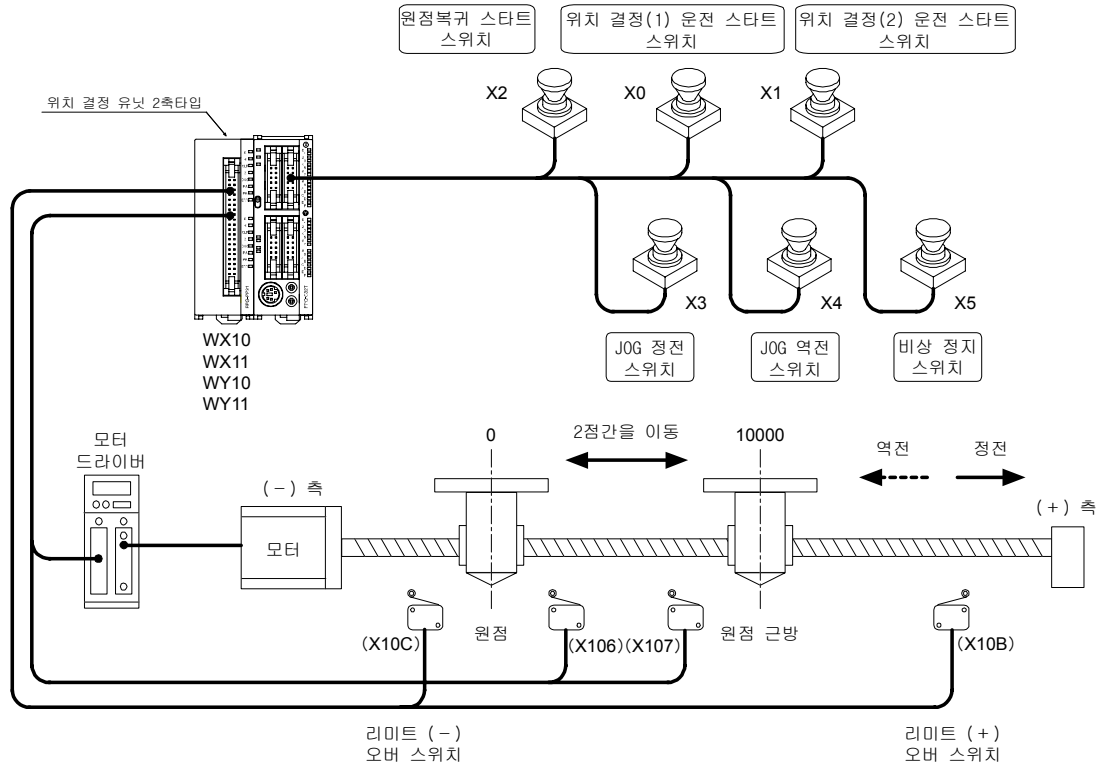 원점복귀 스타트
스위치
위치 결정(1) 운전 스타트
스위치
위치 결정(2) 운전 스타트
스위치
X2
X0
X1
위치 결정 유닛 2축타입
X3
X4
X5
JOG 정전
스위치
JOG 역전
스위치
비상 정지
스위치
WX10
WX11
WY10
WY11
모터
드라이버
(-) 측
모터
0
2점간을 이동
10000
역전
정전
(+) 측
(X10C)
원점
(X106)
(X107)
원점 근방
(X10B)
리미트 (-)
오버 스위치
리미트 (+)
오버 스위치